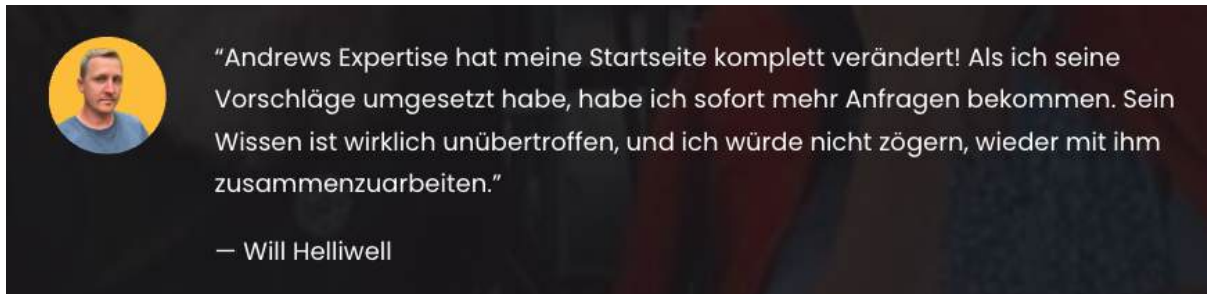 “Andrews Expertise hat meine Startseite komplett verändert! Als ich seine
Vorschläge umgesetzt habe, habe ich sofort mehr Anfragen bekommen. Sein
Wissen ist wirklich unübertroffen, und ich würde nicht zögern, wieder mit ihm
zusammenzuarbeiten.”
— Will Helliwell